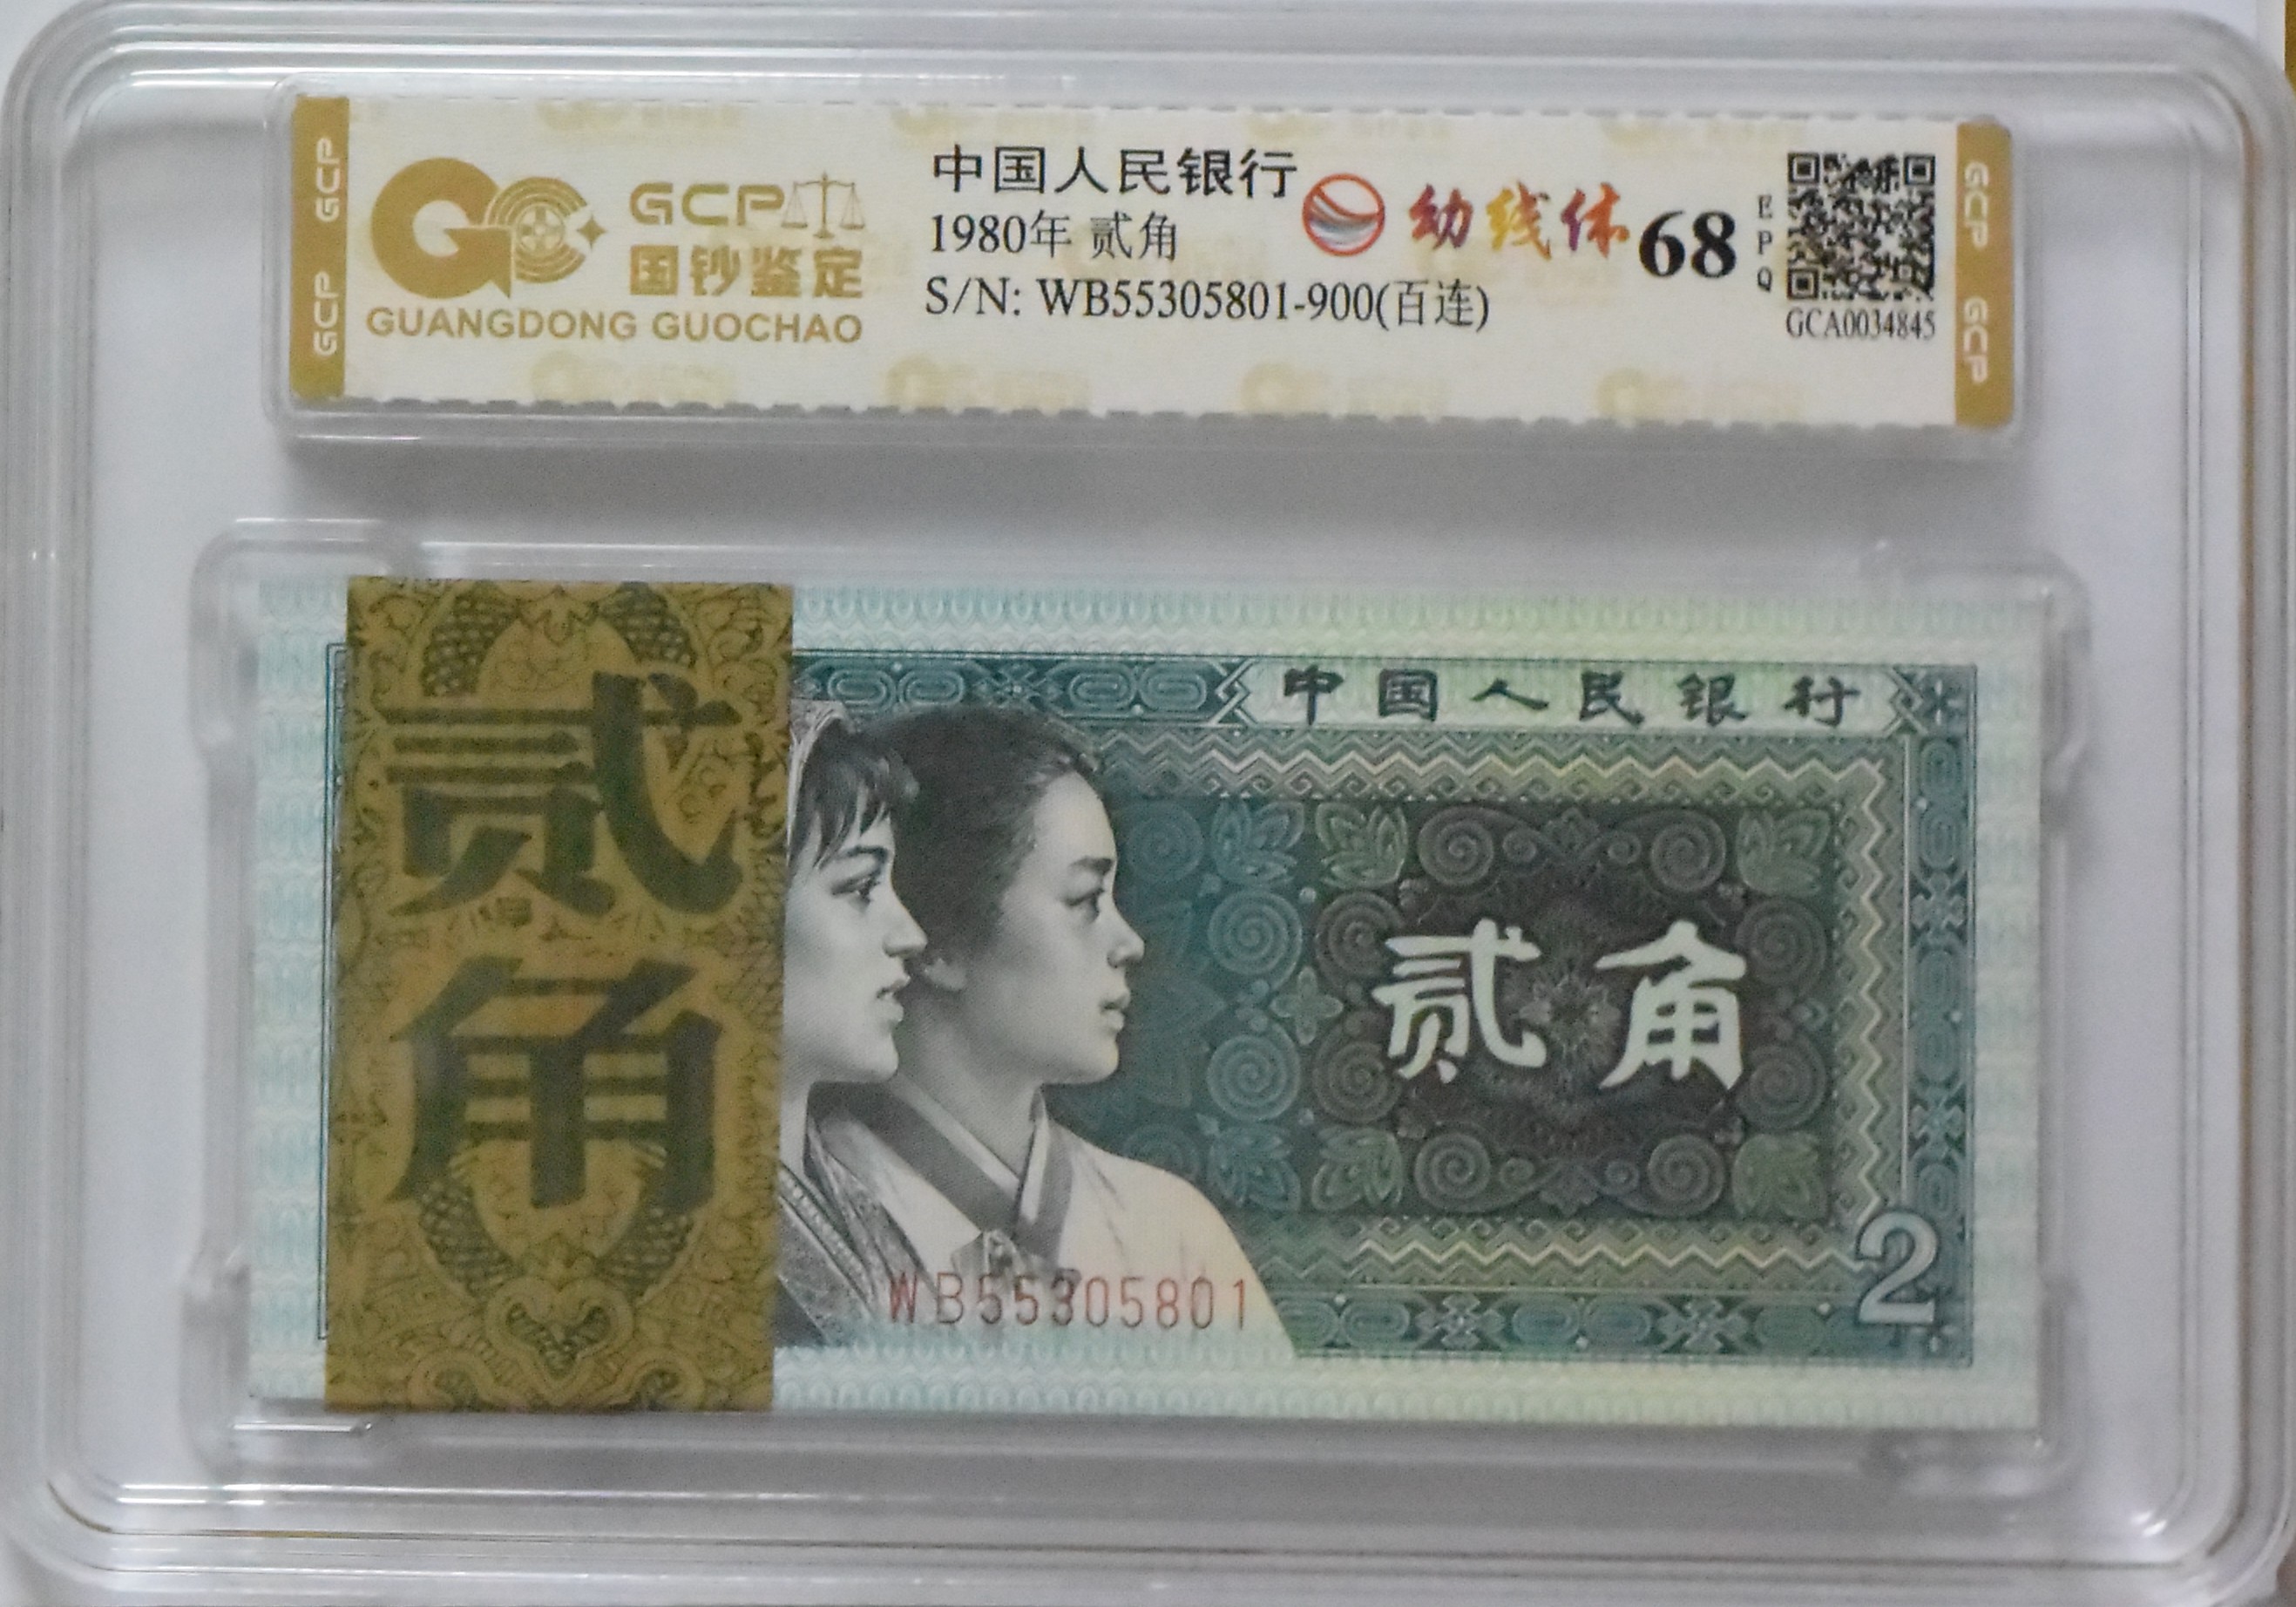 GCP GCP
GCP
国钞鉴定
GUANGDONG GUOCHAO
中国人民银行
1980年 贰角
S/N: WB55305801-900(百连)
幼线体
68
EPQ
GCA0034845
GCP GCP
贰角
中国人民银行
贰角
WB55305801
2